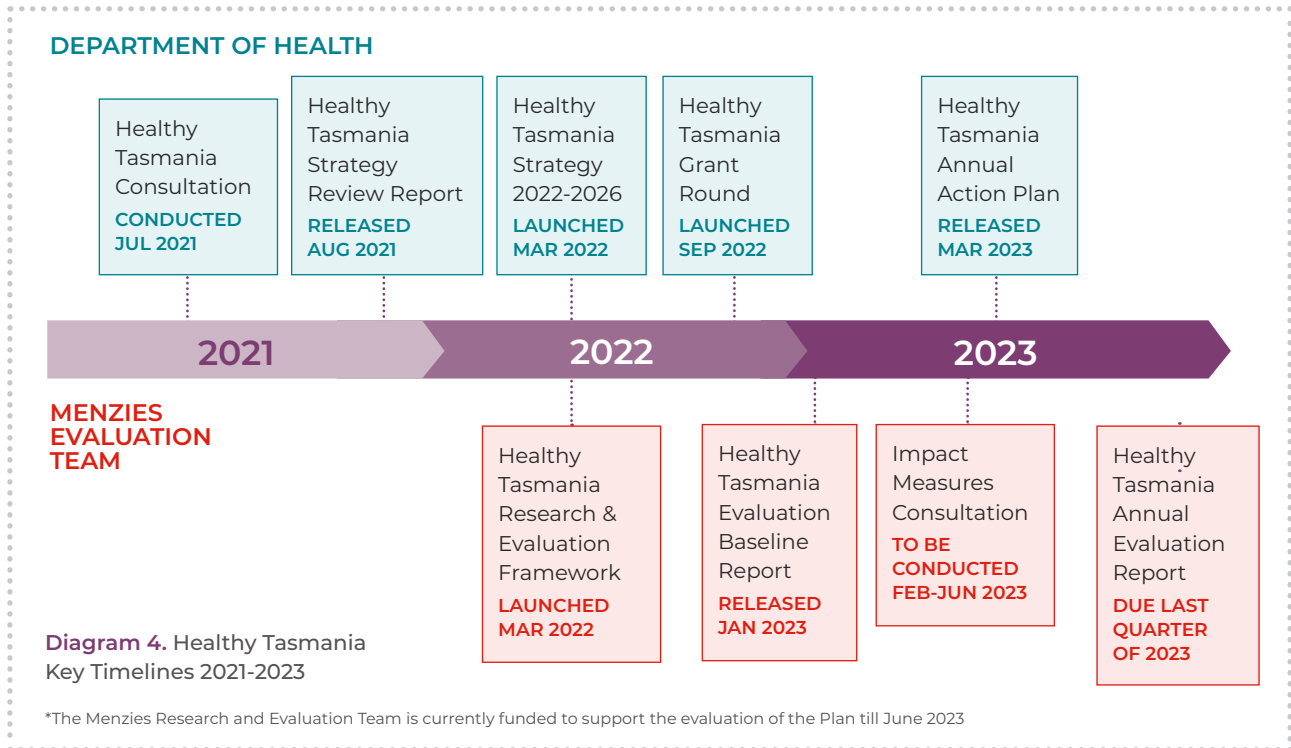 DEPARTMENT OF HEALTH
Healthy
Tasmania
Consultation
CONDUCTED
JUL 2021
Healthy
Tasmania
Strategy
Review Report
RELEASED
AUG 2021
Healthy
Tasmania
Strategy
2022-2026
LAUNCHED
MAR 2022
Healthy
Tasmania
Grant
Round
LAUNCHED
SEP 2022
Healthy
Tasmania
Annual
Action Plan
RELEASED
MAR 2023
2021
2022
2023
MENZIES
EVALUATION
TEAM
Healthy
Tasmania
Research &
Evaluation
Framework
LAUNCHED
MAR 2022
Healthy
Tasmania
Evaluation
Baseline
Report
RELEASED
JAN 2023
Impact
Measures
Consultation
TO BE
CONDUCTED
FEB-JUN 2023
Healthy
Tasmania
Annual
Evaluation
Report
DUE LAST
QUARTER
OF 2023
Diagram 4. Healthy Tasmania
Key Timelines 2021-2023
*The Menzies Research and Evaluation Team is currently funded to support the evaluation of the Plan till June 2023